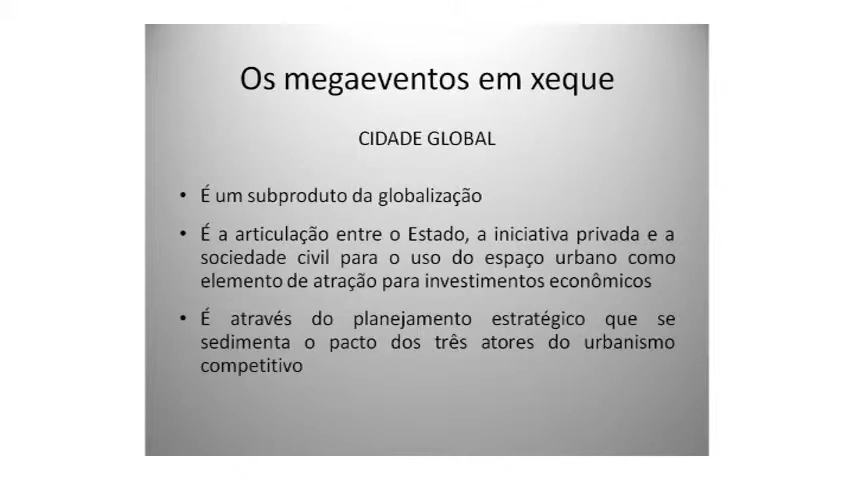 Os megaeventos em xeque
CIDADE GLOBAL
• É um subproduto da globalização
• É a articulação entre o Estado, a iniciativa privada e a
sociedade civil para o uso do espaço urbano como
elemento de atração para investimentos econômicos
• É através do planejamento estratégico que se
sedimenta o pacto dos três atores do urbanismo
competitivo